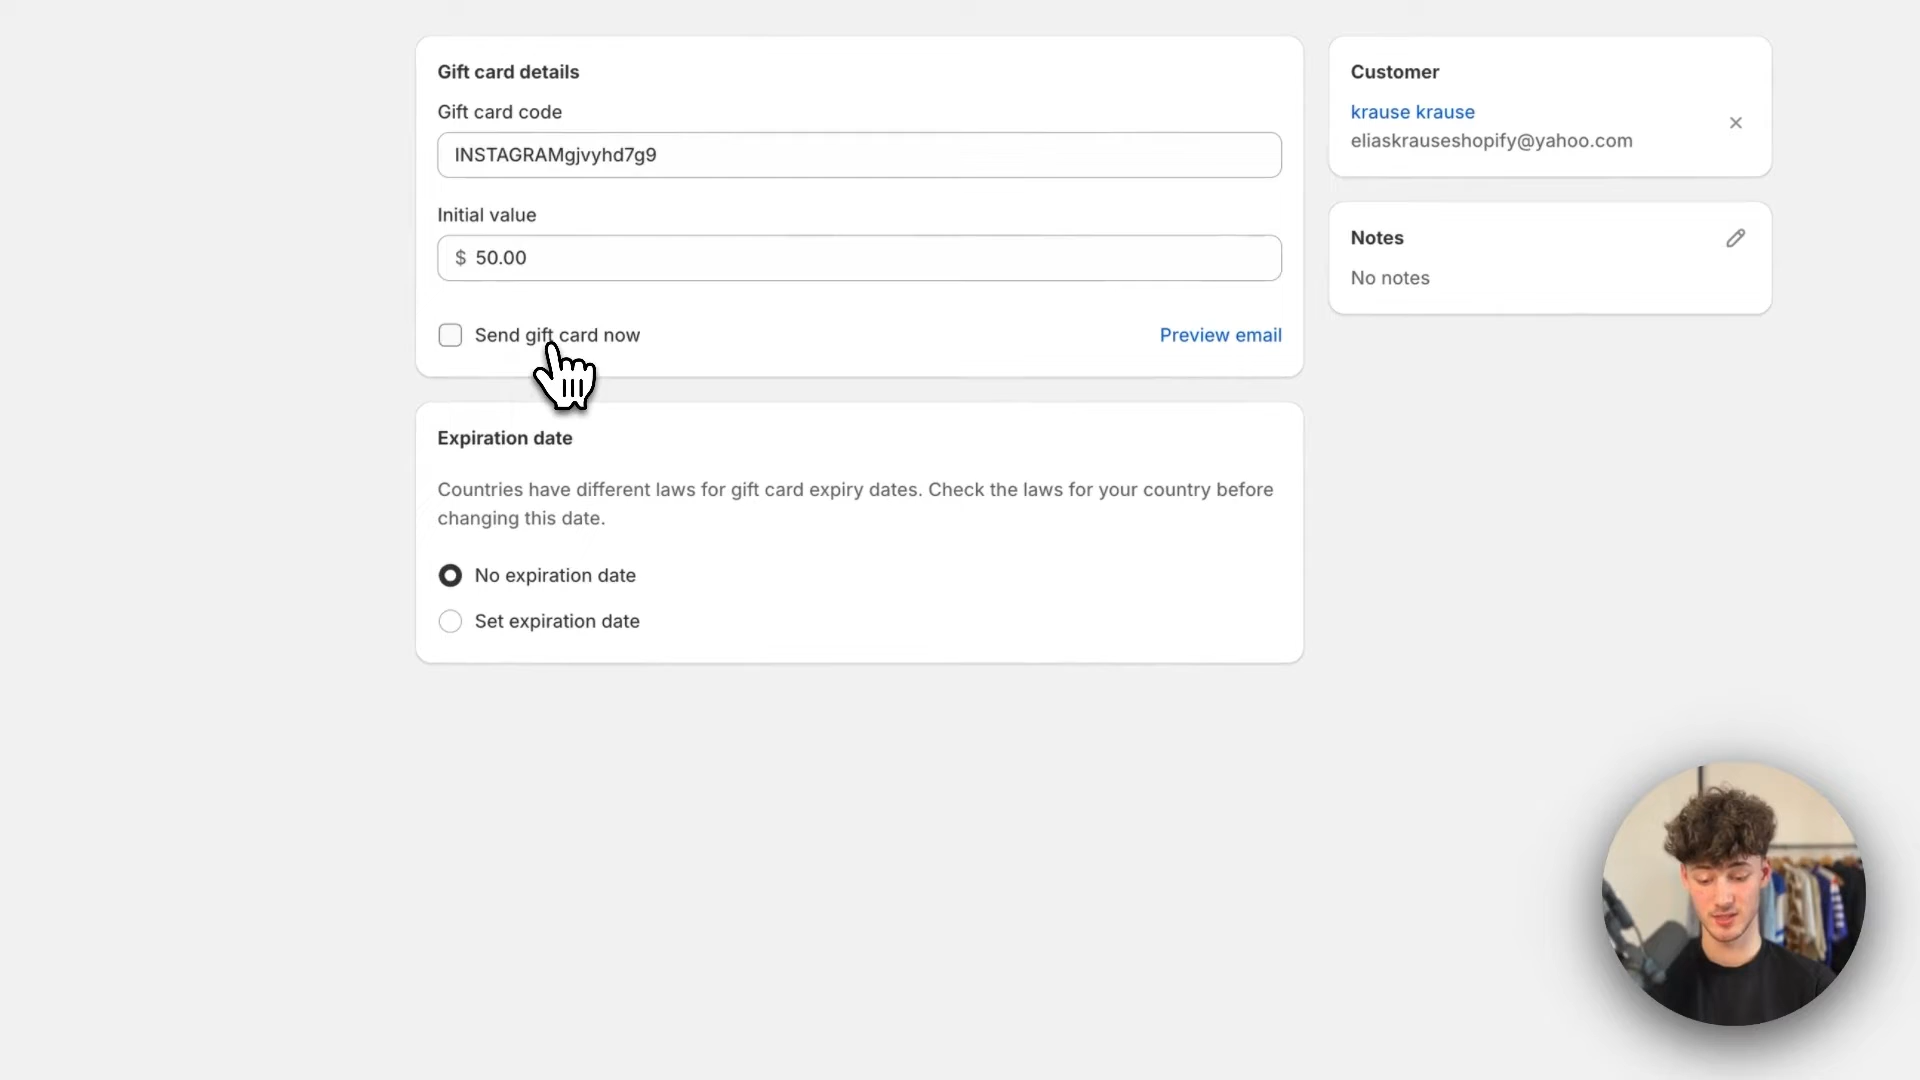 Gift card details
Gift card code
INSTAGRAMgjvyhd7g9
Initial value
$ 50.00
Send gift card now
Preview email
Expiration date
Countries have different laws for gift card expiry dates. Check the laws for your country before
changing this date.
No expiration date
Set expiration date
Customer
krause krause
eliaskrauseshopify@yahoo.com
Notes
No notes